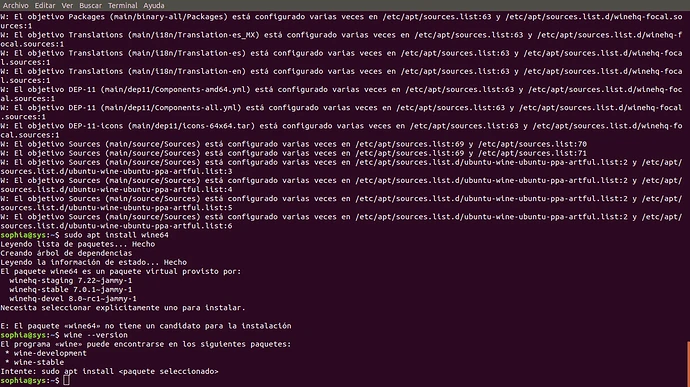 Archivo Editar Ver Buscar Terminal Ayuda
W: El objetivo Packages (main/binary-all/Packages) está configurado varias veces en /etc/apt/sources.list:63 y /etc/apt/sources.list.d/winehq-focal.so
urces:1
W: El objetivo Translations (main/i18n/Translation-es_MX) está configurado varias veces en /etc/apt/sources.list:63 y /etc/apt/sources.list.d/winehq-f
ocal.sources:1
W: El objetivo Translations (main/i18n/Translation-es) está configurado varias veces en /etc/apt/sources.list:63 y /etc/apt/sources.list.d/winehq-foca
l.sources:1
W: El objetivo Translations (main/i18n/Translation-en) está configurado varias veces en /etc/apt/sources.list:63 y /etc/apt/sources.list.d/winehq-foca
l.sources:1
W: El objetivo DEP-11 (main/dep11/Components-amd64.yml) está configurado varias veces en /etc/apt/sources.list:63 y /etc/apt/sources.list.d/winehq-foc
al.sources:1
W: El objetivo DEP-11 (main/dep11/Components-all.yml) está configurado varias veces en /etc/apt/sources.list:63 y /etc/apt/sources.list.d/winehq-focal
.sources:1
W: El objetivo DEP-11-icons (main/dep11/icons-64x64.tar) está configurado varias veces en /etc/apt/sources.list:63 y /etc/apt/sources.list.d/winehq-fo
cal.sources:1
W: El objetivo Sources (main/source/Sources) está configurado varias veces en /etc/apt/sources.list:69 y /etc/apt/sources.list:70
W: El objetivo Sources (main/source/Sources) está configurado varias veces en /etc/apt/sources.list:69 y /etc/apt/sources.list:71
W: El objetivo Sources (main/source/Sources) está configurado varias veces en /etc/apt/sources.list.d/ubuntu-wine-ubuntu-ppa-artful.list:2 y /etc/apt/
sources.list.d/ubuntu-wine-ubuntu-ppa-artful.list:3
W: El objetivo Sources (main/source/Sources) está configurado varias veces en /etc/apt/sources.list.d/ubuntu-wine-ubuntu-ppa-artful.list:2 y /etc/apt/
sources.list.d/ubuntu-wine-ubuntu-ppa-artful.list:4
W: El objetivo Sources (main/source/Sources) está configurado varias veces en /etc/apt/sources.list.d/ubuntu-wine-ubuntu-ppa-artful.list:2 y /etc/apt/
sources.list.d/ubuntu-wine-ubuntu-ppa-artful.list:5
W: El objetivo Sources (main/source/Sources) está configurado varias veces en /etc/apt/sources.list.d/ubuntu-wine-ubuntu-ppa-artful.list:2 y /etc/apt/
sources.list.d/ubuntu-wine-ubuntu-ppa-artful.list:6
sophia@sys:~$ sudo apt install wine64
Leyendo lista de paquetes... Hecho
Creando árbol de dependencias
Leyendo la información de estado... Hecho
El paquete wine64 es un paquete virtual provisto por:
winehq-staging 7.22~jammy-1
winehq-stable 7.0.1~jammy-1
winehq-devel 8.0~rc1~jammy-1
Necesita seleccionar explícitamente uno para instalar.
E: El paquete «wine64» no tiene un candidato para la instalación
sophia@sys:~$ wine --version
El programa «wine» puede encontrarse en los siguientes paquetes:
* wine-development
* wine-stable
Intente: sudo apt install <paquete seleccionado>
sophia@sys:~$